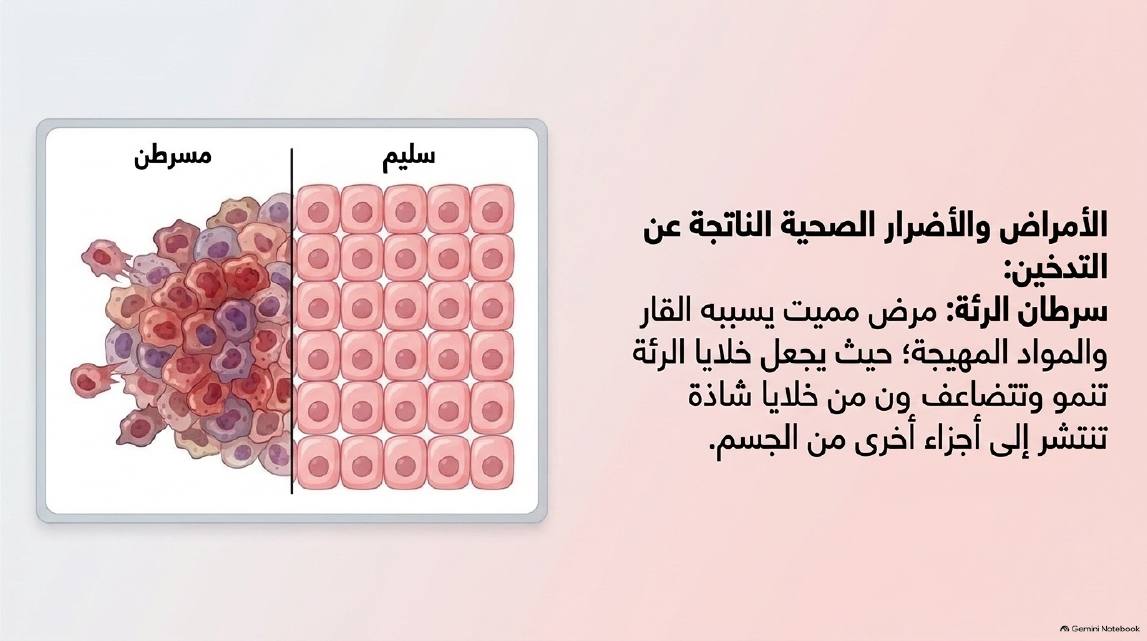 الأمراض والأضرار الصحية الناتجة عن
التدخين:
سرطان الرئة: مرض مميت يسببه القار
والمواد المهيجة؛ حيث يجعل خلايا الرئة
تنمو وتتضاعف ون من خلايا شاذة
تنتشر إلى أجزاء أخرى من الجسم.
سليم
مسرطن
Gemini Notebook